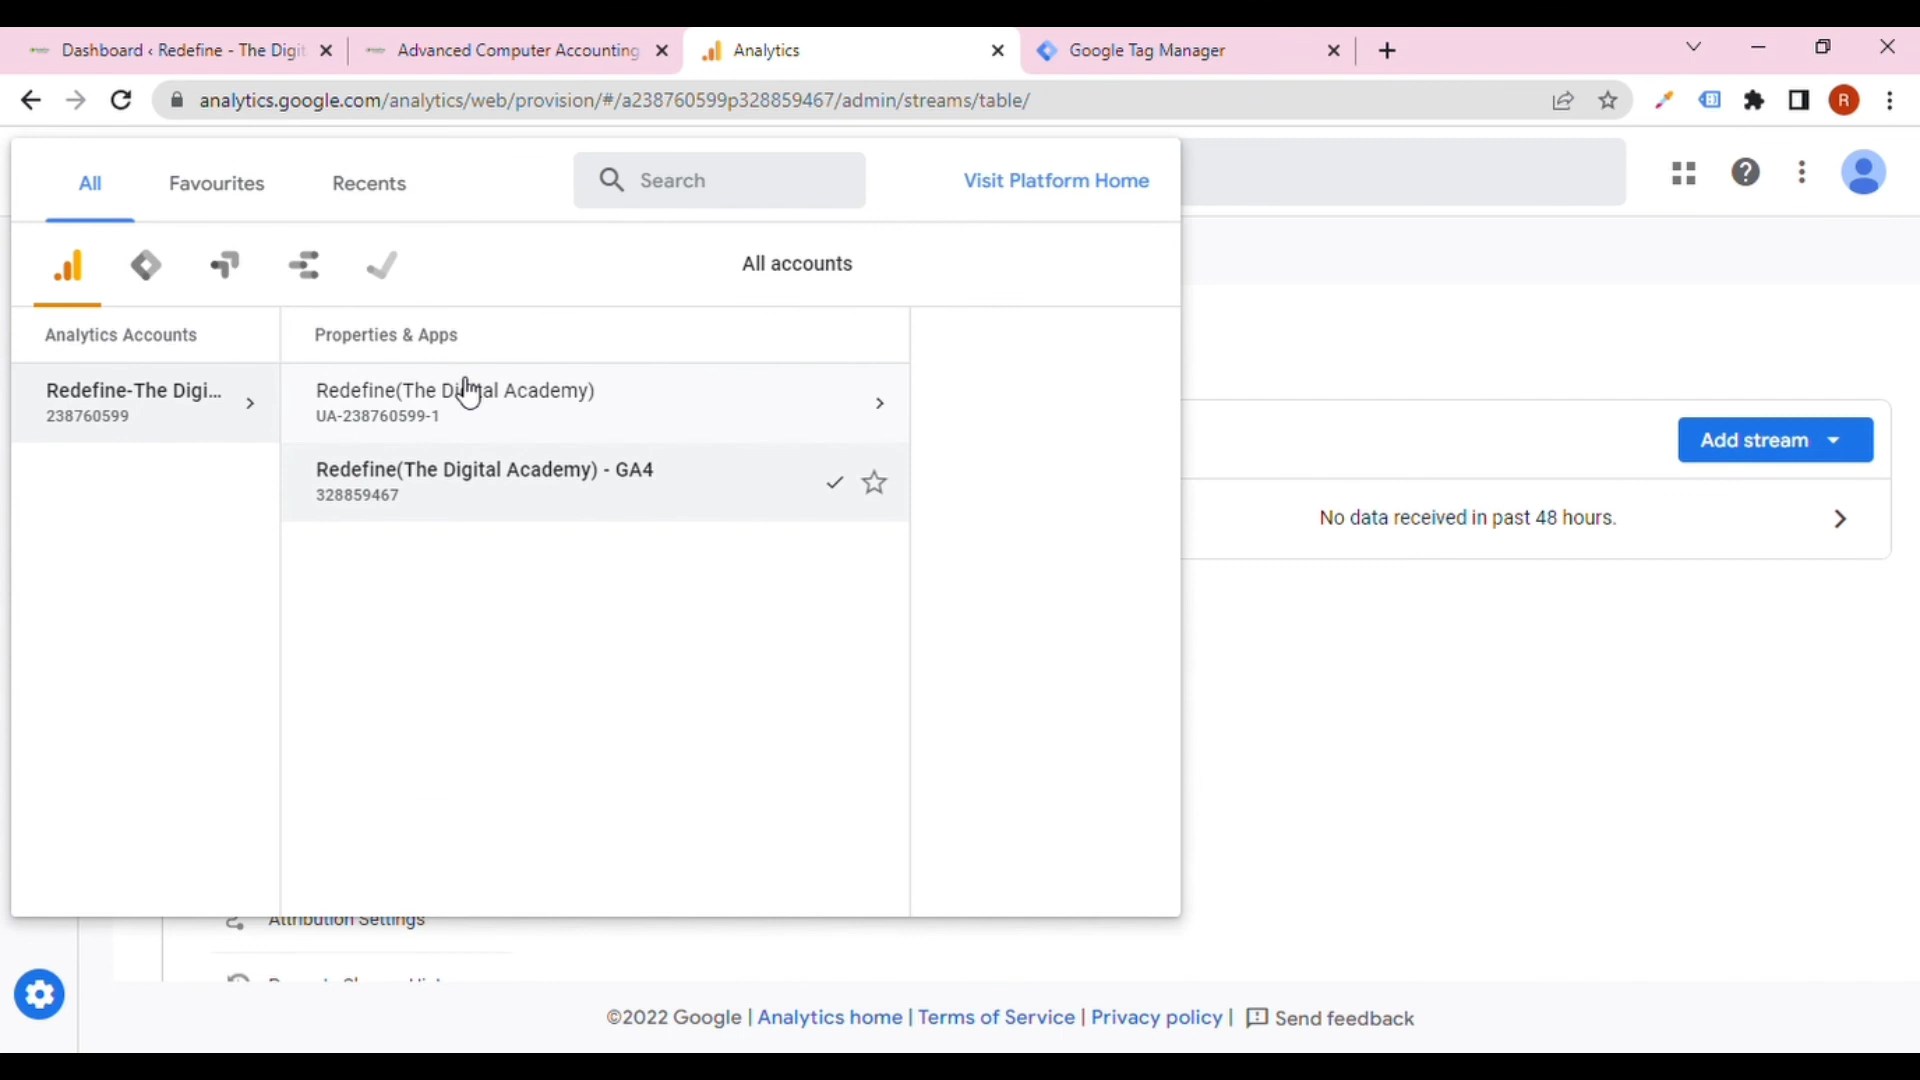 Dashboard ‹ Redefine - The Digit
Advanced Computer Accounting
Analytics
Google Tag Manager
analytics.google.com/analytics/web/provision/#/a238760599p328859467/admin/streams/table/
R
All
Favourites
Recents
Search
Visit Platform Home
All accounts
Analytics Accounts
Properties & Apps
Redefine-The Digi...
238760599
Redefine(The Digital Academy)
UA-238760599-1
Redefine(The Digital Academy) - GA4
328859467
Add stream
No data received in past 48 hours.
Attribution Settings
©2022 Google | Analytics home | Terms of Service | Privacy policy | Send feedback